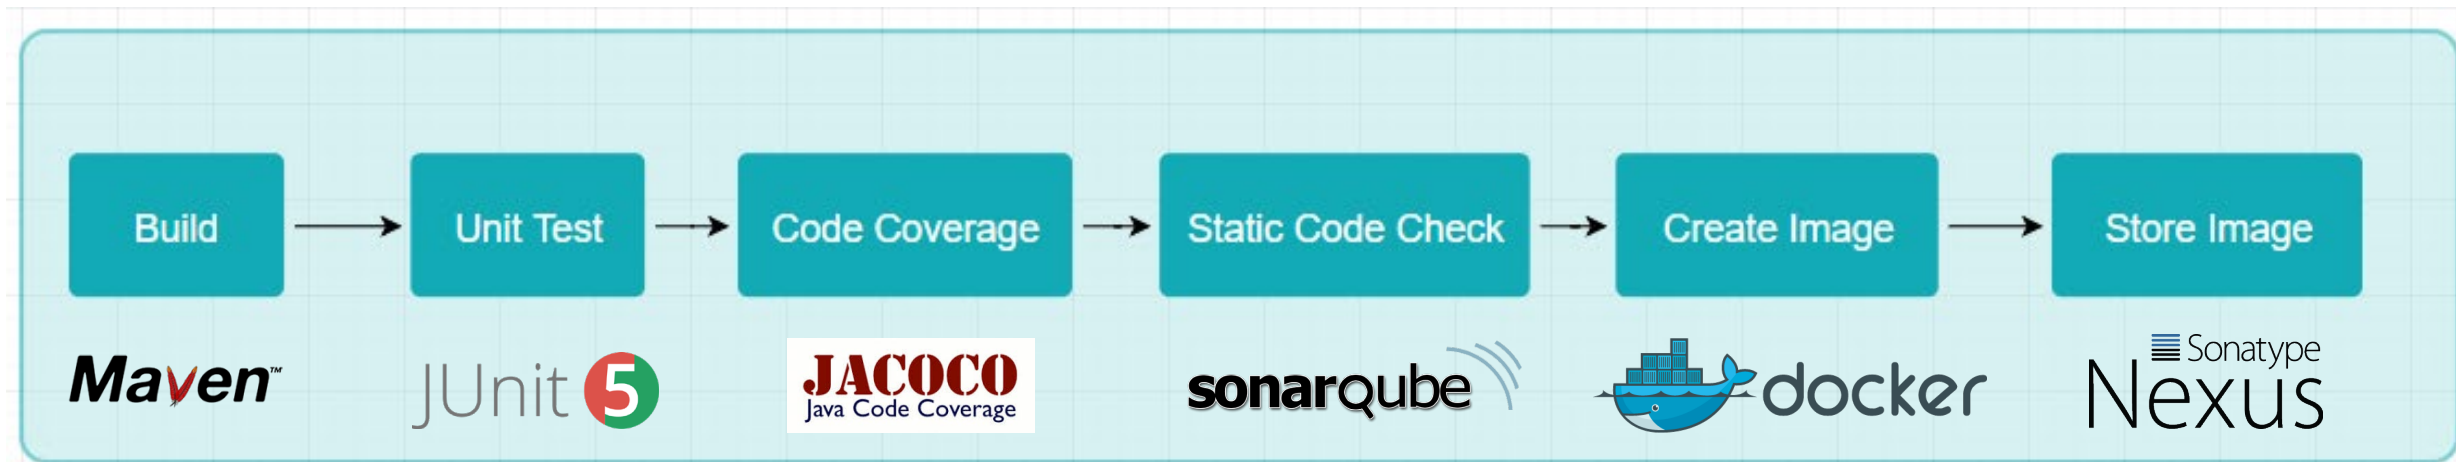 Build
Unit Test
Code Coverage
Static Code Check
Create Image
Store Image
Maven™
JUnit 5
JACOCO
Java Code Coverage
sonarqube
docker
Sonatype
Nexus